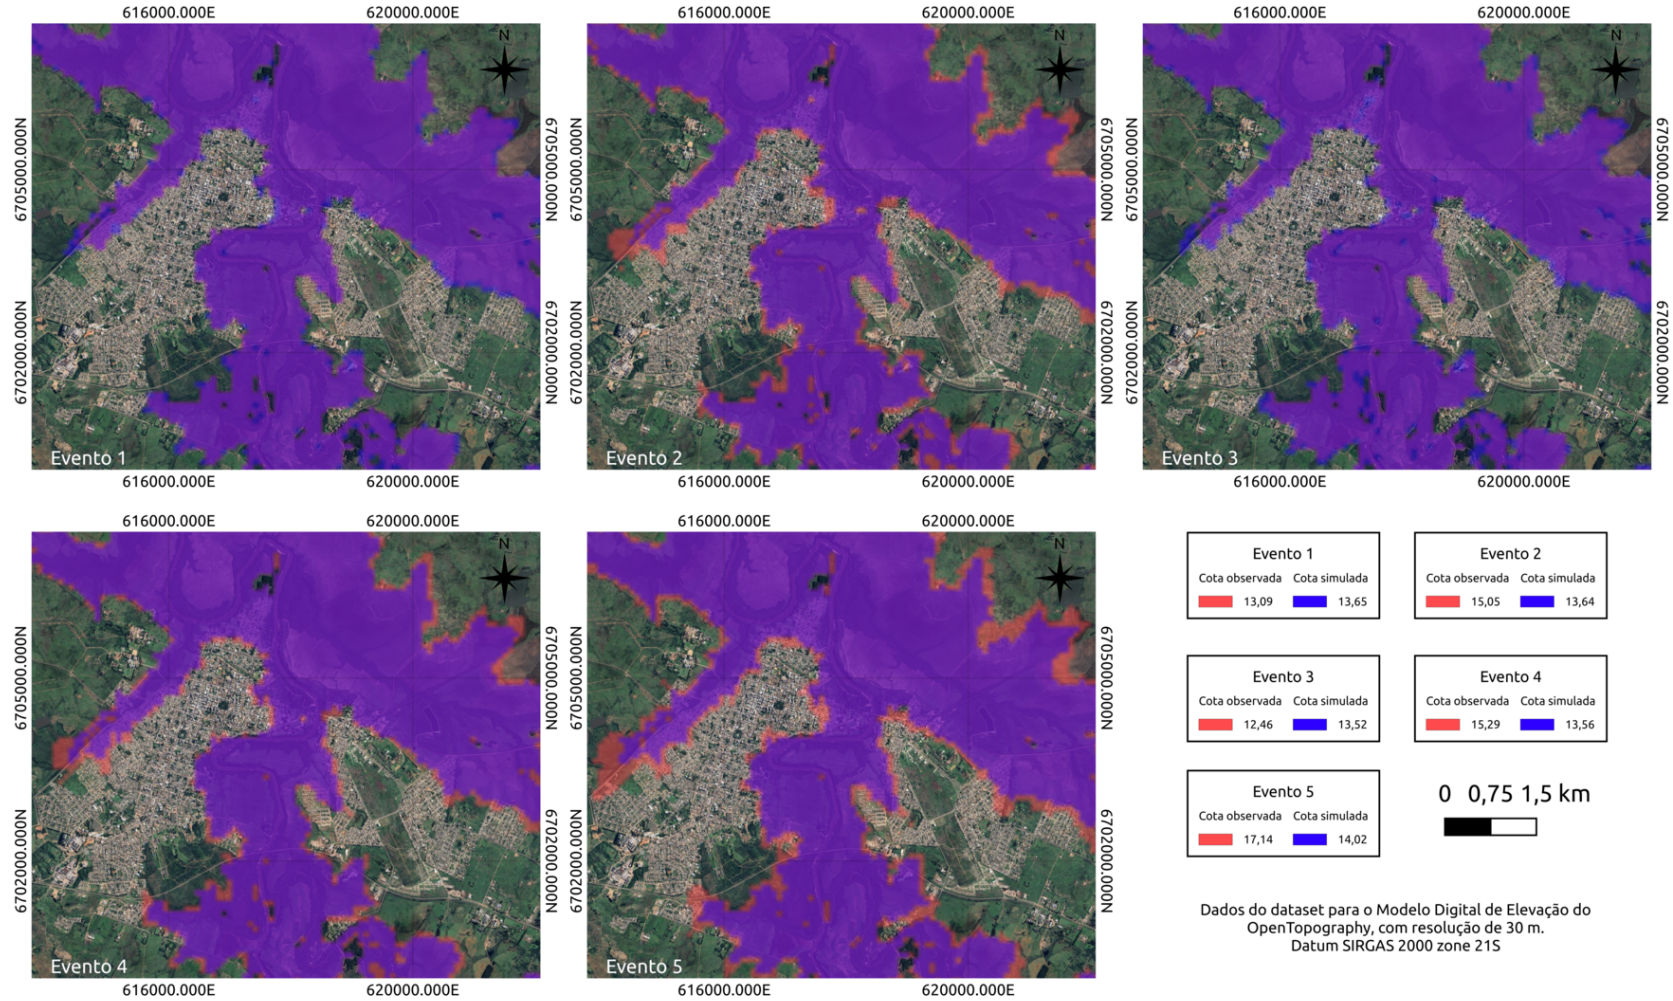 616000.000E 620000.000E 616000.000E 620000.000E 616000.000E 620000.000E
N N N
6705000.000N 6705000.000N 6705000.000N 6705000.000N
6702000.000N 6702000.000N 6702000.000N 6702000.000N
Evento 1 Evento 2 Evento 3
616000.000E 620000.000E 616000.000E 620000.000E 616000.000E 620000.000E
616000.000E 620000.000E 616000.000E 620000.000E
N N
6705000.000N 6705000.000N 6705000.000N
6702000.000N 6702000.000N 6702000.000N
Evento 4 Evento 5
616000.000E 620000.000E 616000.000E 620000.000E
Evento 1
Cota observada Cota simulada
13,09 13,65
Evento 2
Cota observada Cota simulada
15,05 13,64
Evento 3
Cota observada Cota simulada
12,46 13,52
Evento 4
Cota observada Cota simulada
15,29 13,56
Evento 5
Cota observada Cota simulada
17,14 14,02
0 0,75 1,5 km
Dados do dataset para o Modelo Digital de Elevação do
OpenTopography, com resolução de 30 m.
Datum SIRGAS 2000 zone 21S